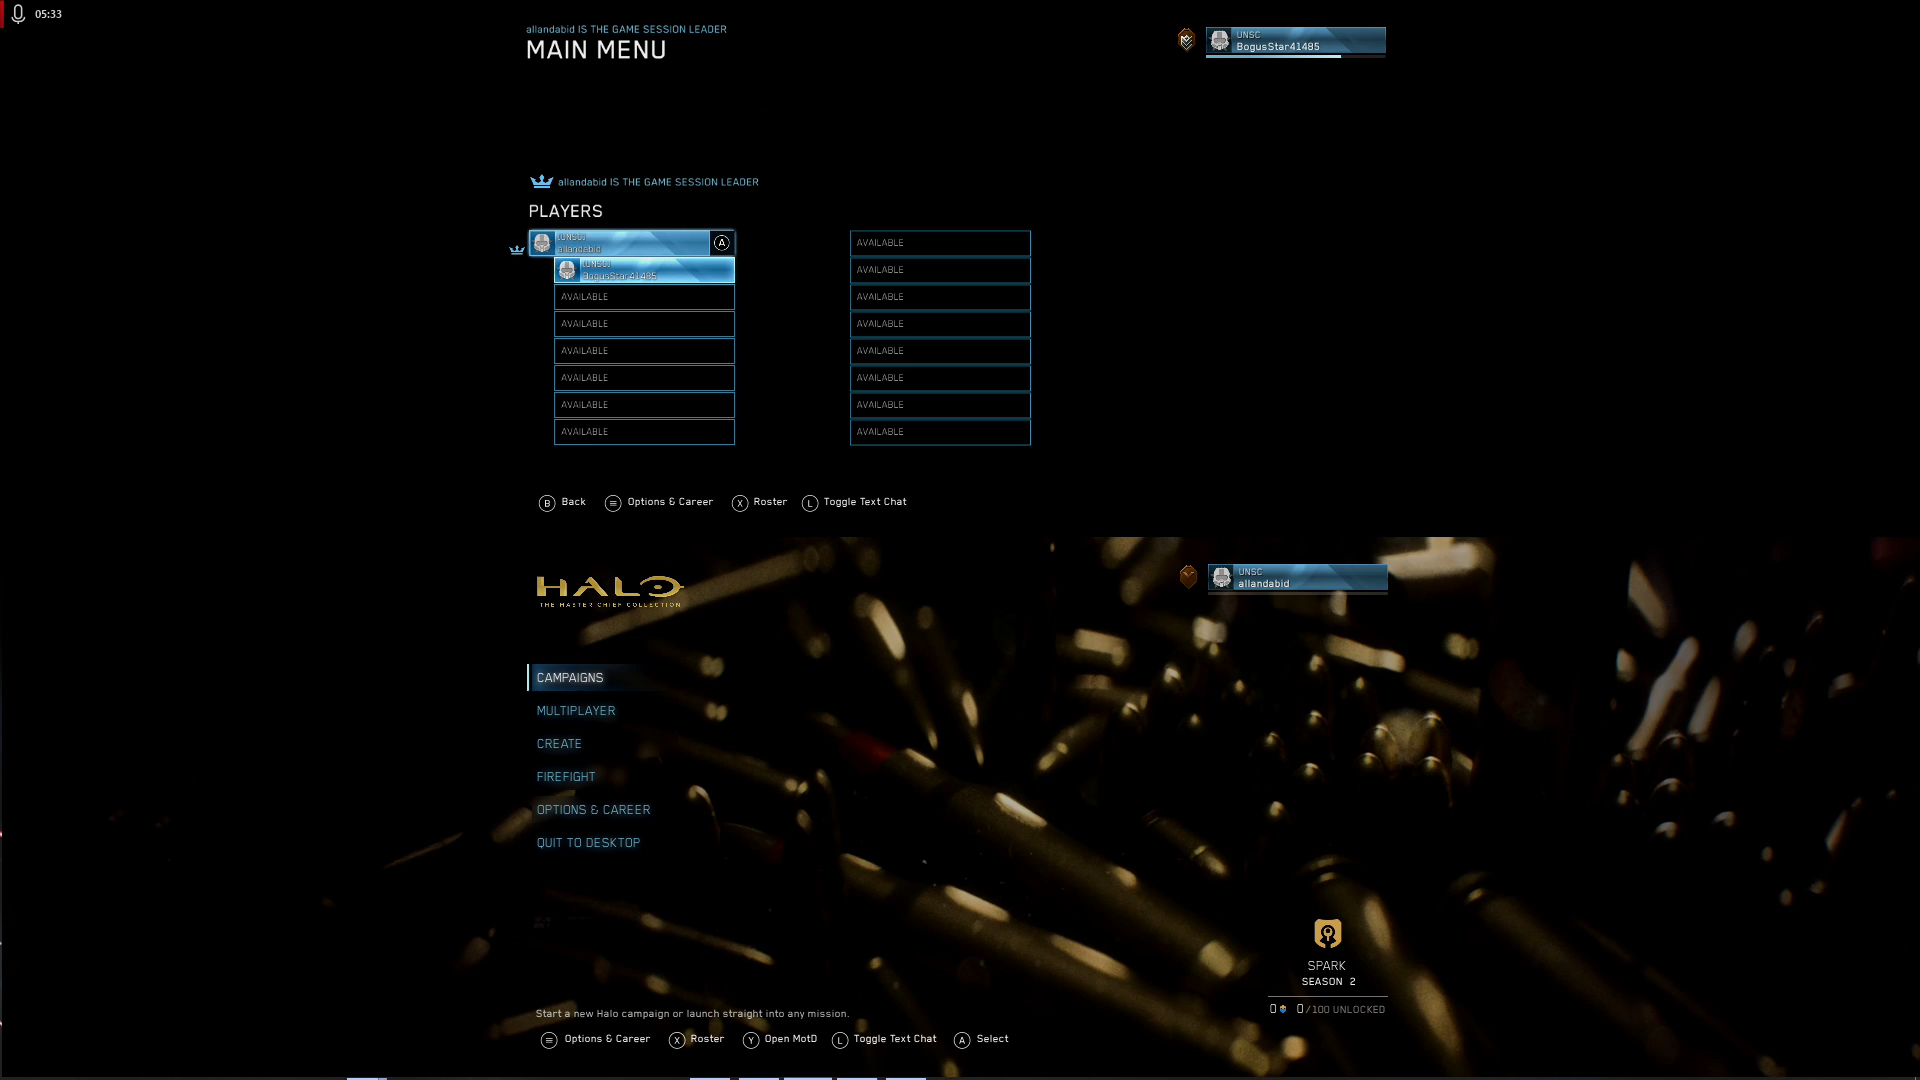 05:33
allandabid IS THE GAME SESSION LEADER
MAIN MENU
UNSC
BogusStar41485
allandabid IS THE GAME SESSION LEADER
PLAYERS
[UNSC]
allandabid
A
[UNSC]
BogusStar41485
AVAILABLE
AVAILABLE
AVAILABLE
AVAILABLE
AVAILABLE
AVAILABLE
AVAILABLE
AVAILABLE
AVAILABLE
AVAILABLE
AVAILABLE
AVAILABLE
AVAILABLE
AVAILABLE
B Back Options & Career X Roster L Toggle Text Chat
HALO
THE MASTER CHIEF COLLECTION
UNSC
allandabid
CAMPAIGNS
MULTIPLAYER
CREATE
FIREFIGHT
OPTIONS & CAREER
QUIT TO DESKTOP
SPARK
SEASON 2
0 0/100 UNLOCKED
Start a new Halo campaign or launch straight into any mission.
Options & Career X Roster Y Open MotD L Toggle Text Chat A Select